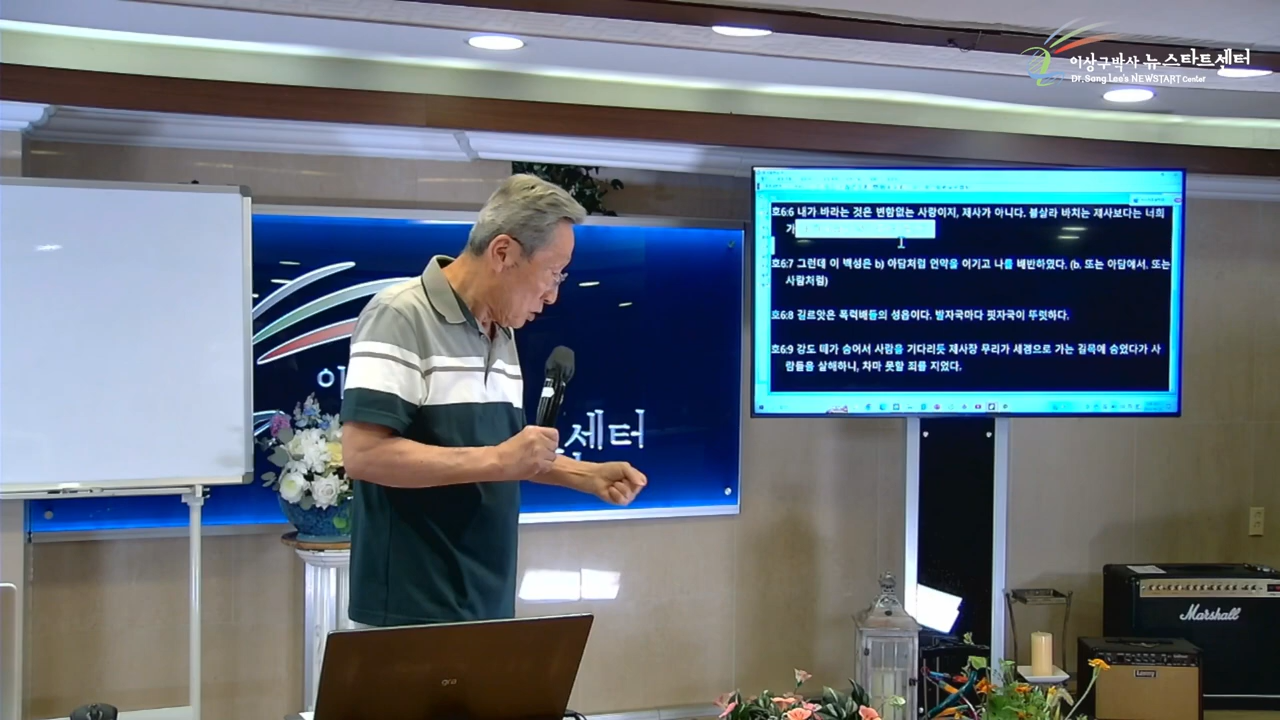 이상구박사 뉴스타트센터
Dr. Sang Lee's NEWSTART Center
호6:6 내가 바라는 것은 변함없는 사랑이지, 제사가 아니다. 불살라 바치는 제사보다는 너희
가
호6:7 그런데 이 백성은 b) 아담처럼 언약을 어기고 나를 배반하였다. (b. 또는 아담에서, 또는
사람처럼)
호6:8 길르앗은 폭력배들의 성읍이다. 발자국마다 핏자국이 뚜렷하다.
호6:9 강도 떼가 숨어서 사람을 기다리듯 제사장 무리가 세겜으로 가는 길목에 숨었다가 사
람들을 살해하니, 차마 못할 죄를 지었다.
이
센터
gram
Marshall
Laney